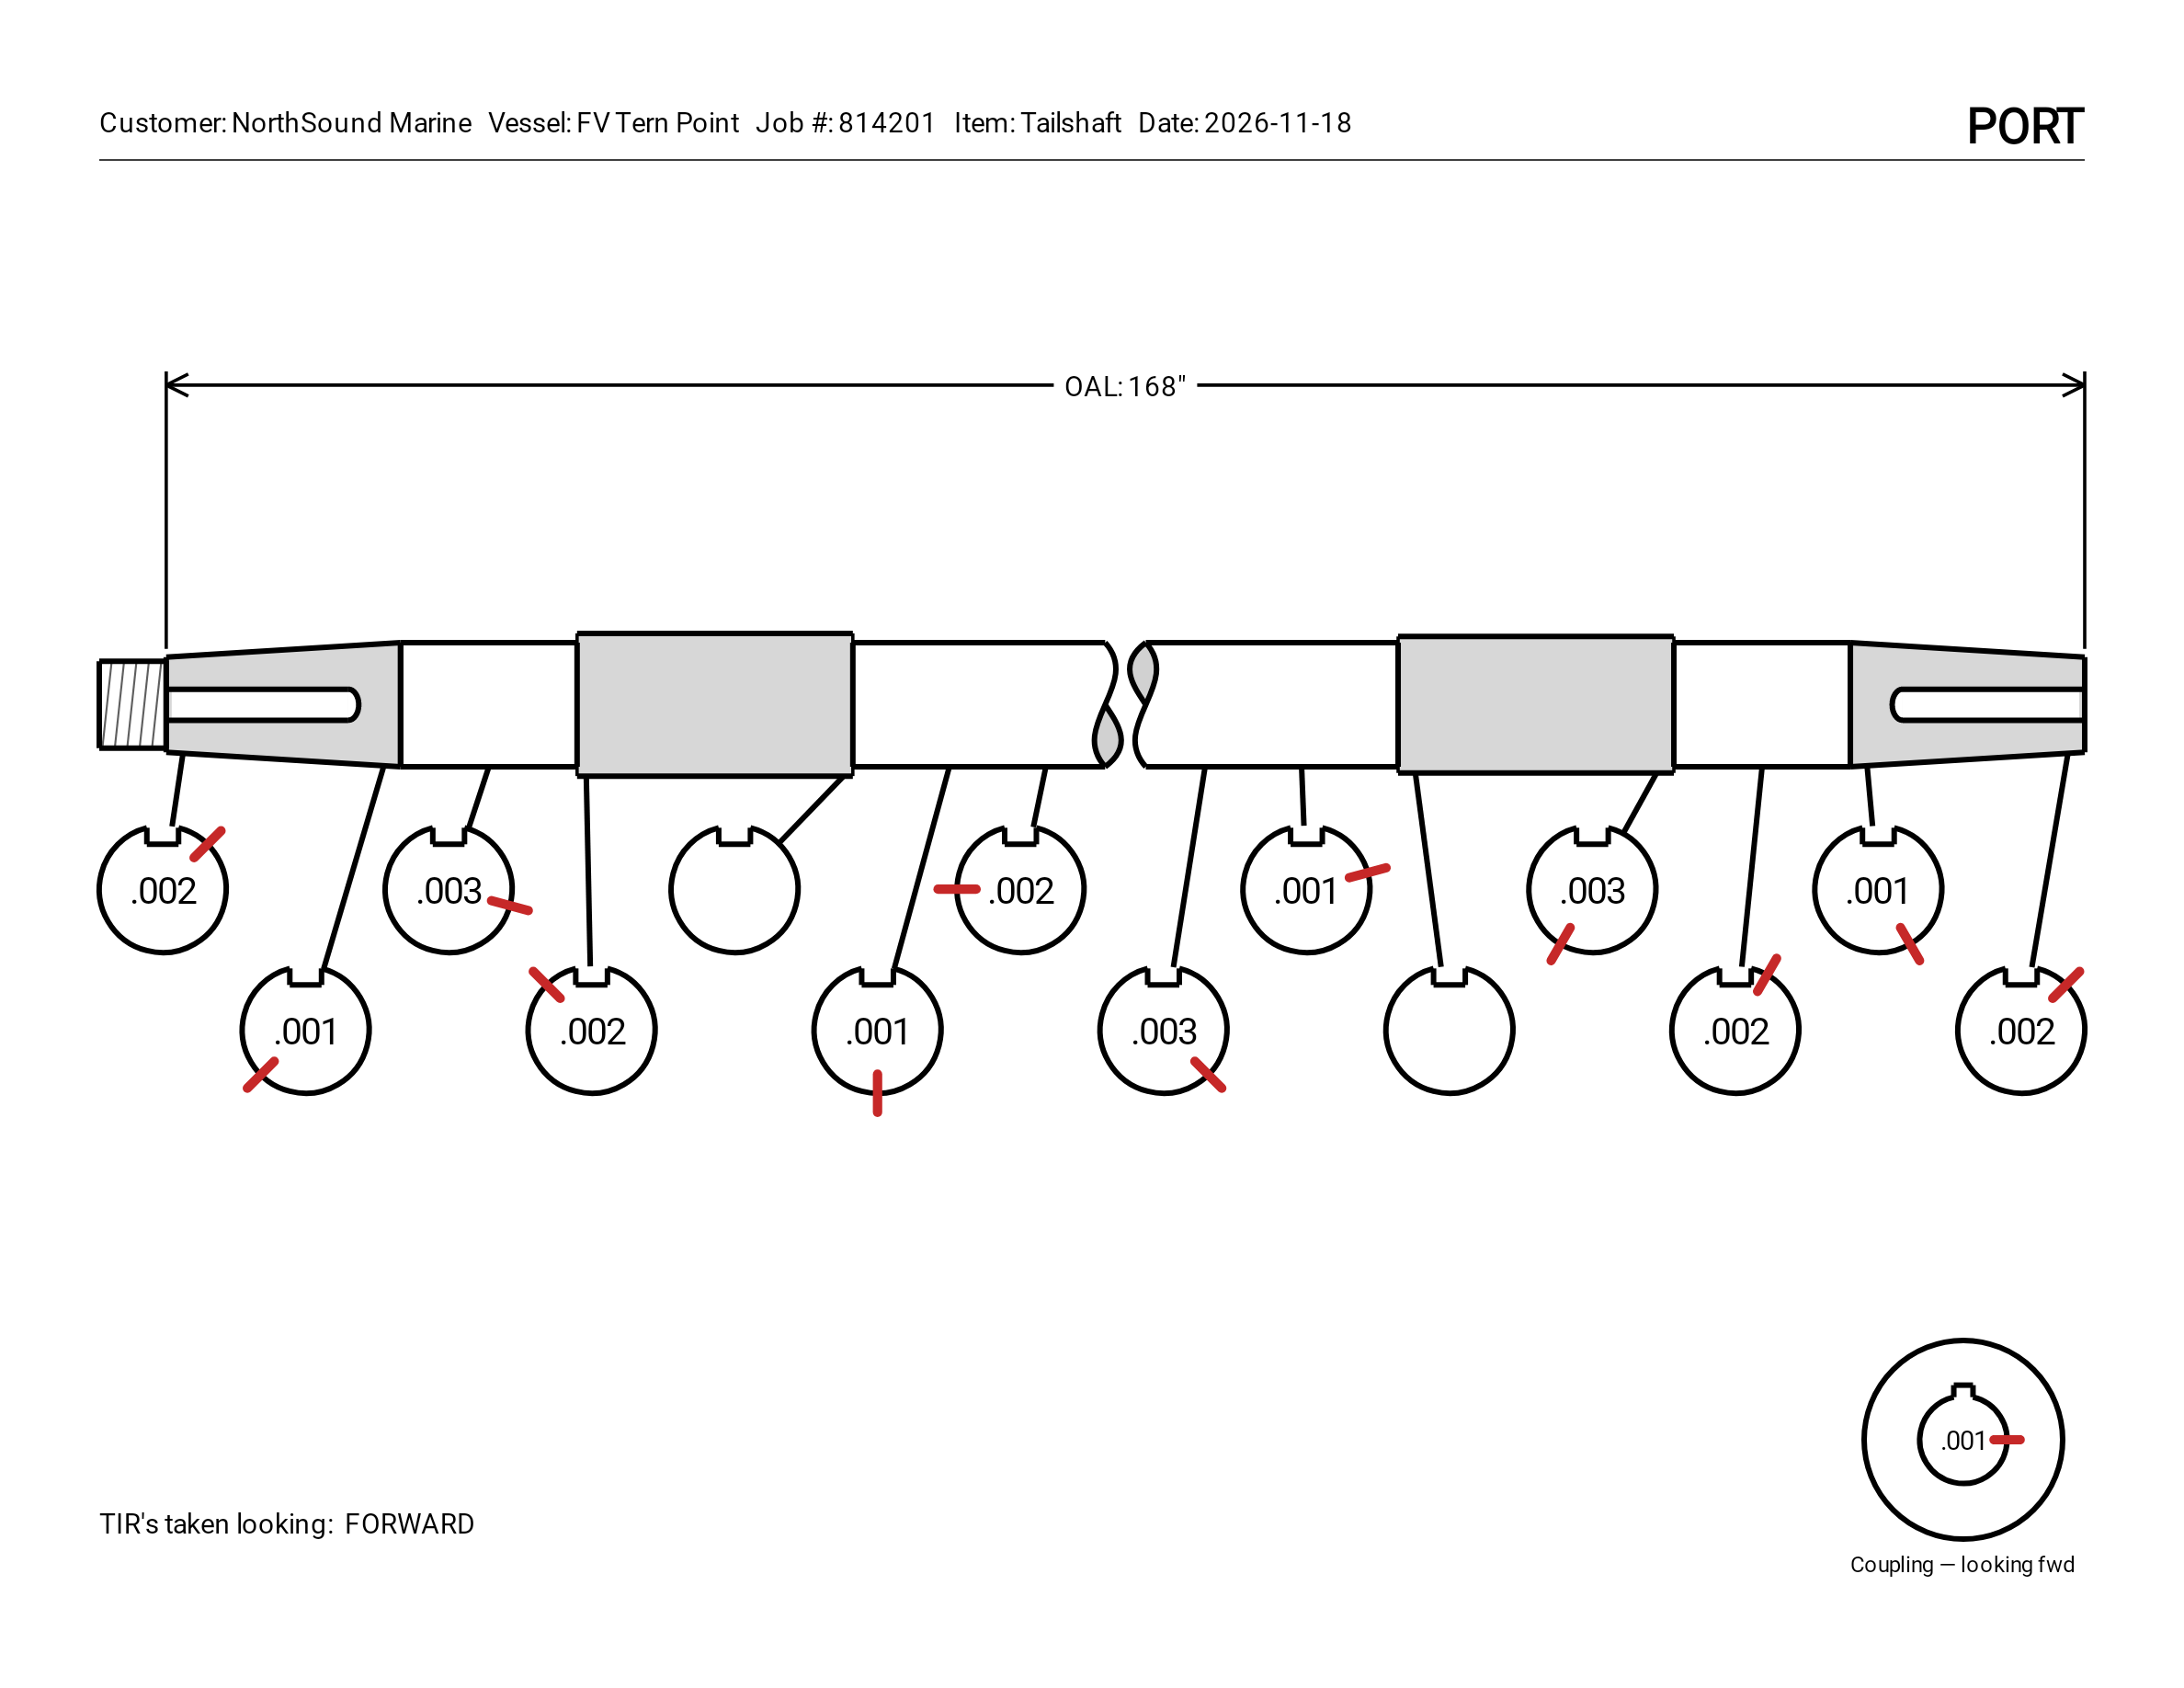 Customer: NorthSound Marine Vessel: FV Tern Point Job #: 814201 Item: Tailshaft Date: 2026-11-18
PORT
OAL: 168"
.002
.003
.002
.001
.003
.001
.001
.002
.001
.003
.002
.002
.001
TIR's taken looking: FORWARD
Coupling — looking fwd